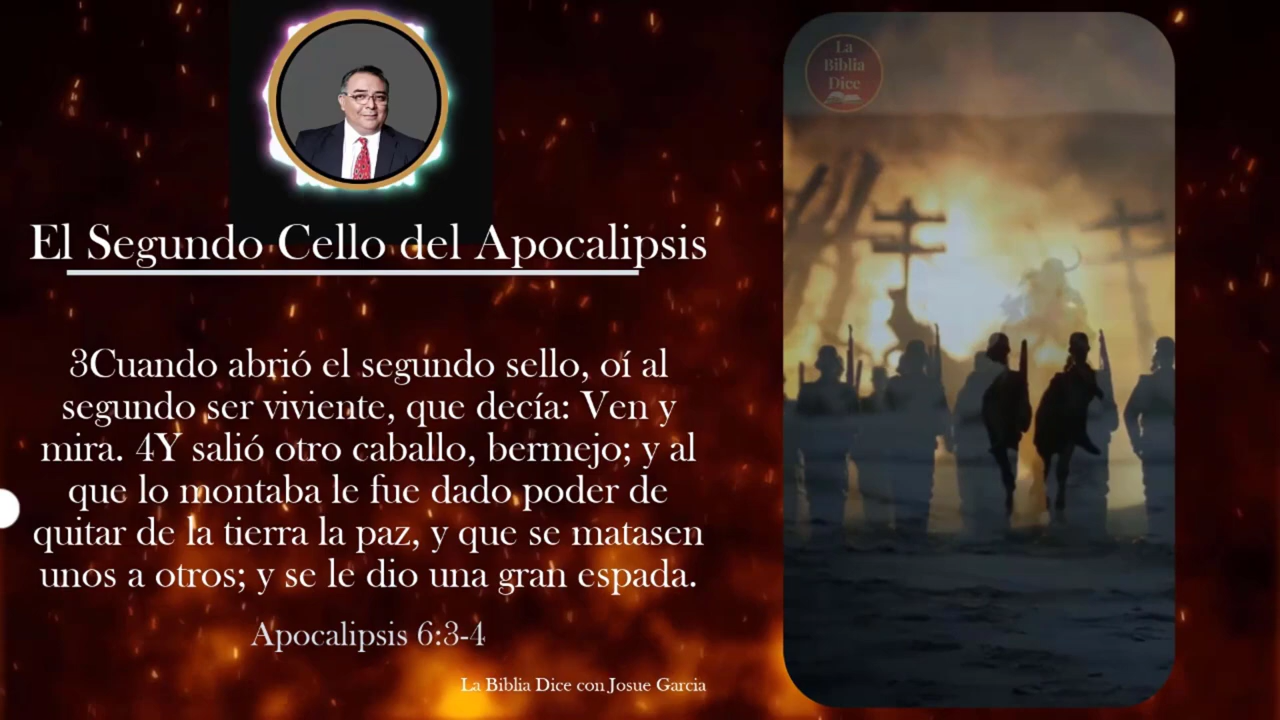 El Segundo Cello del Apocalipsis
3Cuando abrió el segundo sello, oí al
segundo ser viviente, que decía: Ven y
mira. 4Y salió otro caballo, bermejo; y al
que lo montaba le fue dado poder de
quitar de la tierra la paz, y que se matasen
unos a otros; y se le dio una gran espada.
Apocalipsis 6:3-4
La Biblia Dice con Josue Garcia
La
Biblia
Dice